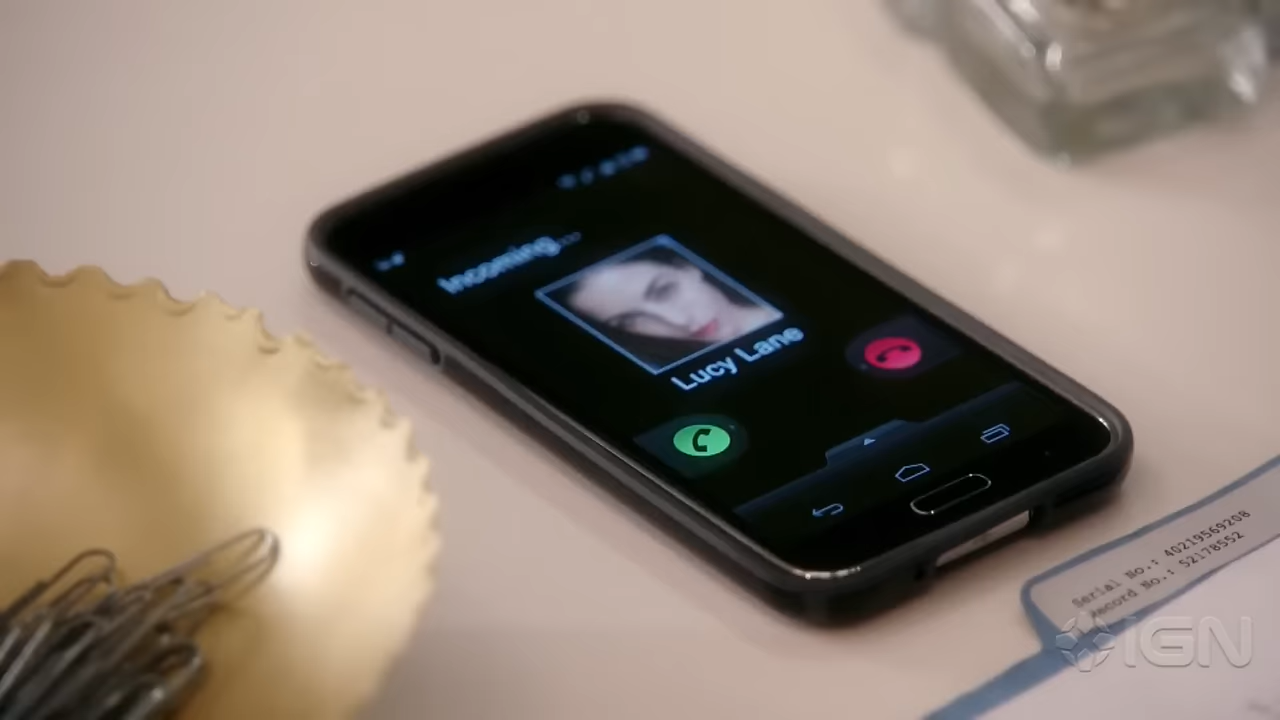 Incoming...
Lucy Lane
Serial No.: 40219569208
Record No.: 52178552
IGN